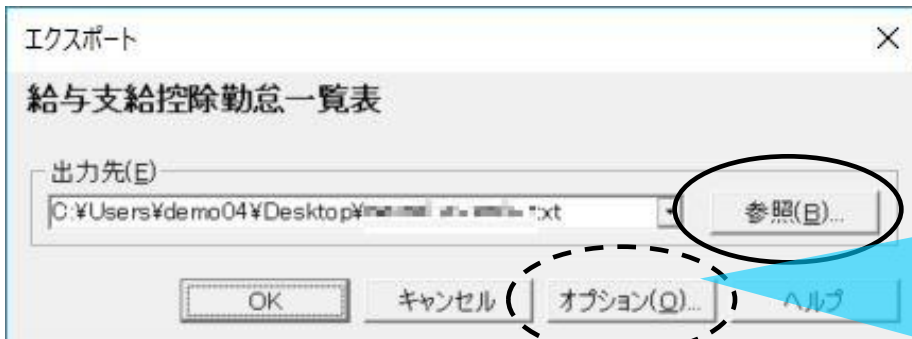 エクスポート
給与支給控除勤怠一覧表
出力先(E)
C:¥Users¥demo04¥Desktop¥ txt
参照(B)...
OK
キャンセル
オプション(O)...
ヘルプ